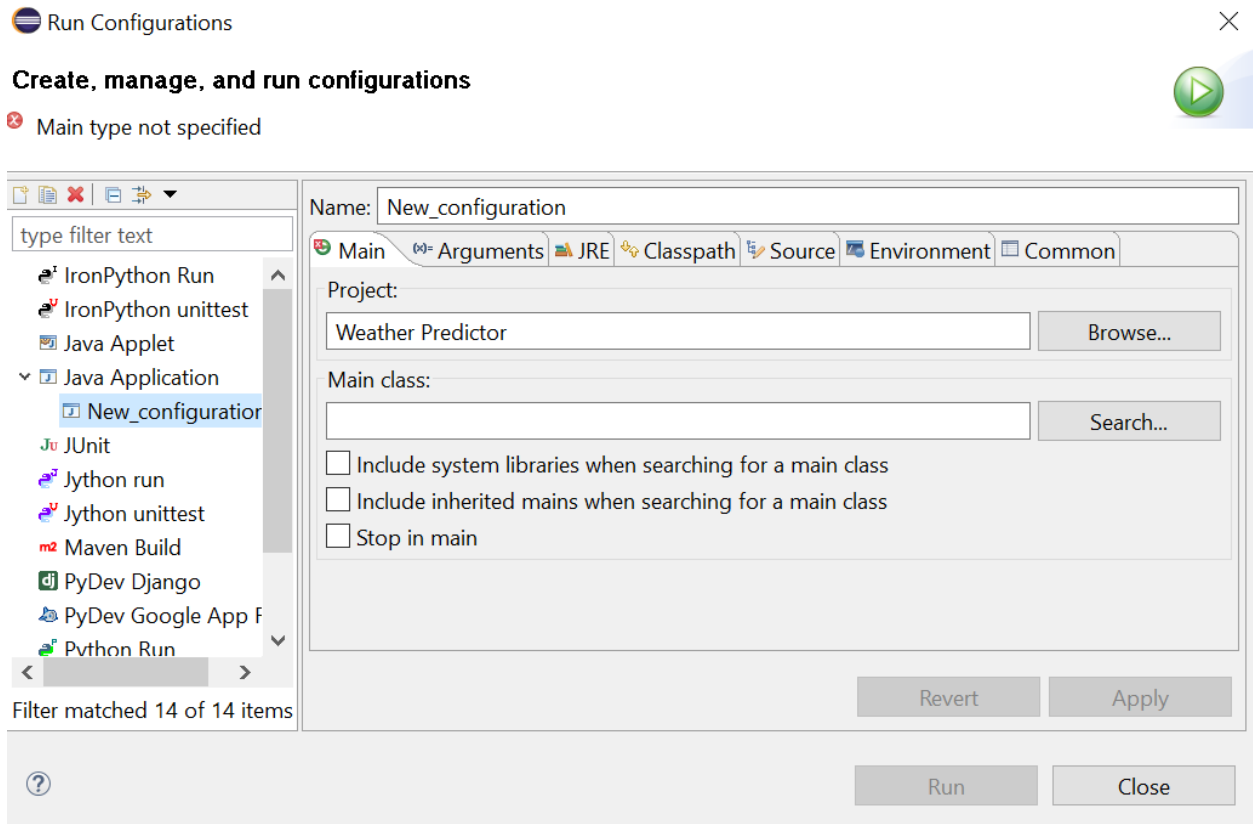 Run Configurations
Create, manage, and run configurations
Main type not specified
type filter text
IronPython Run
IronPython unittest
Java Applet
Java Application
New_configuration
JUnit
Jython run
Jython unittest
Maven Build
PyDev Django
PyDev Google App
Python Run
Filter matched 14 of 14 items
Name: New_configuration
Main (x)= Arguments JRE Classpath Source Environment Common
Project:
Weather Predictor Browse...
Main class:
Search...
Include system libraries when searching for a main class
Include inherited mains when searching for a main class
Stop in main
Revert Apply
Run Close